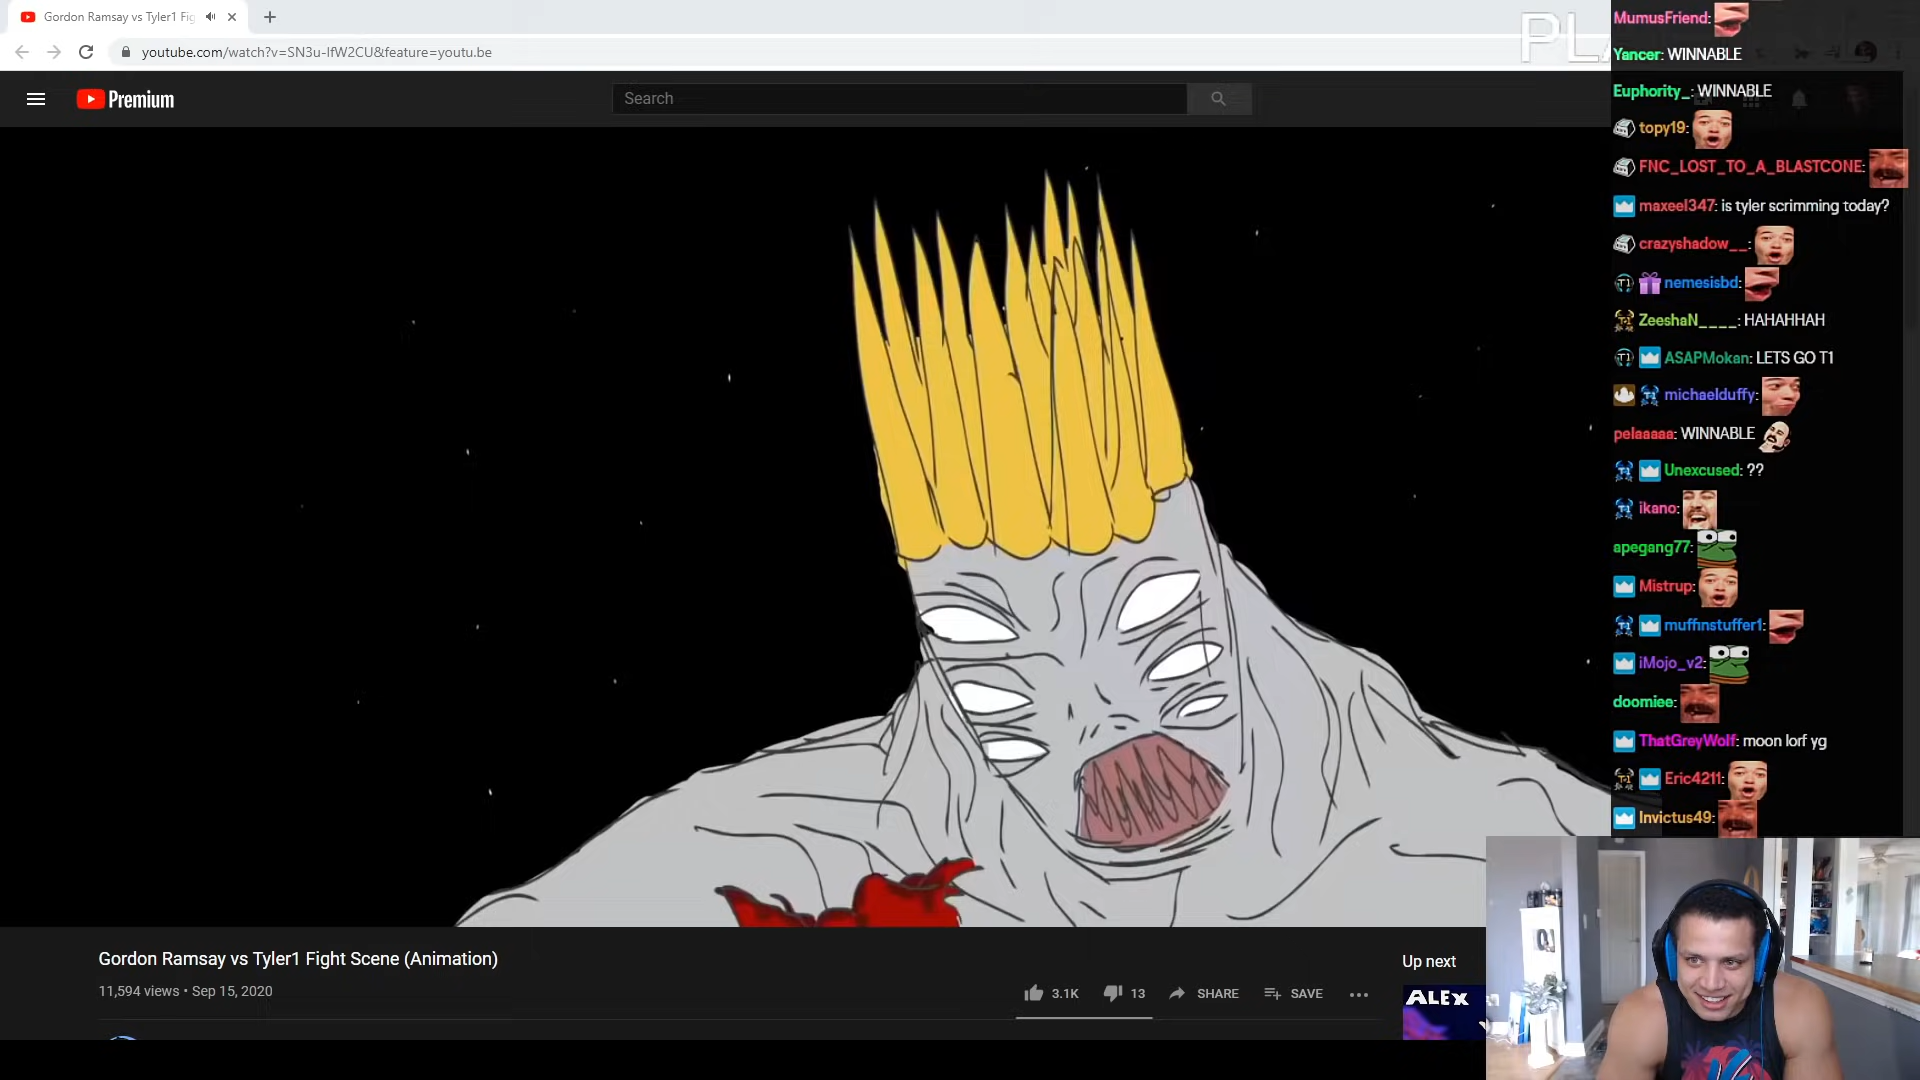 Gordon Ramsay vs Tyler1 Fig
youtube.com/watch?v=SN3u-IfW2CU&feature=youtu.be
Premium
Search
MumusFriend:
Yancer: WINNABLE
Euphority_: WINNABLE
topy19:
FNC_LOST_TO_A_BLASTCONE:
maxeel347: is tyler scrimming today?
crazyshadow__:
nemesisbd:
ZeeshaN____: HAHAHHAH
ASAPMokan: LETS GO T1
michaelduffy:
pelaaaaa: WINNABLE
Unexcused: ??
ikano:
apegang77:
Mistrup:
muffinstuffer1:
iMojo_v2:
doomiee:
ThatGreyWolf: moon lorf yg
Eric4211:
Invictus49:
Gordon Ramsay vs Tyler1 Fight Scene (Animation)
11,594 views • Sep 15, 2020
3.1K
13
SHARE
SAVE
Up next
ALEX